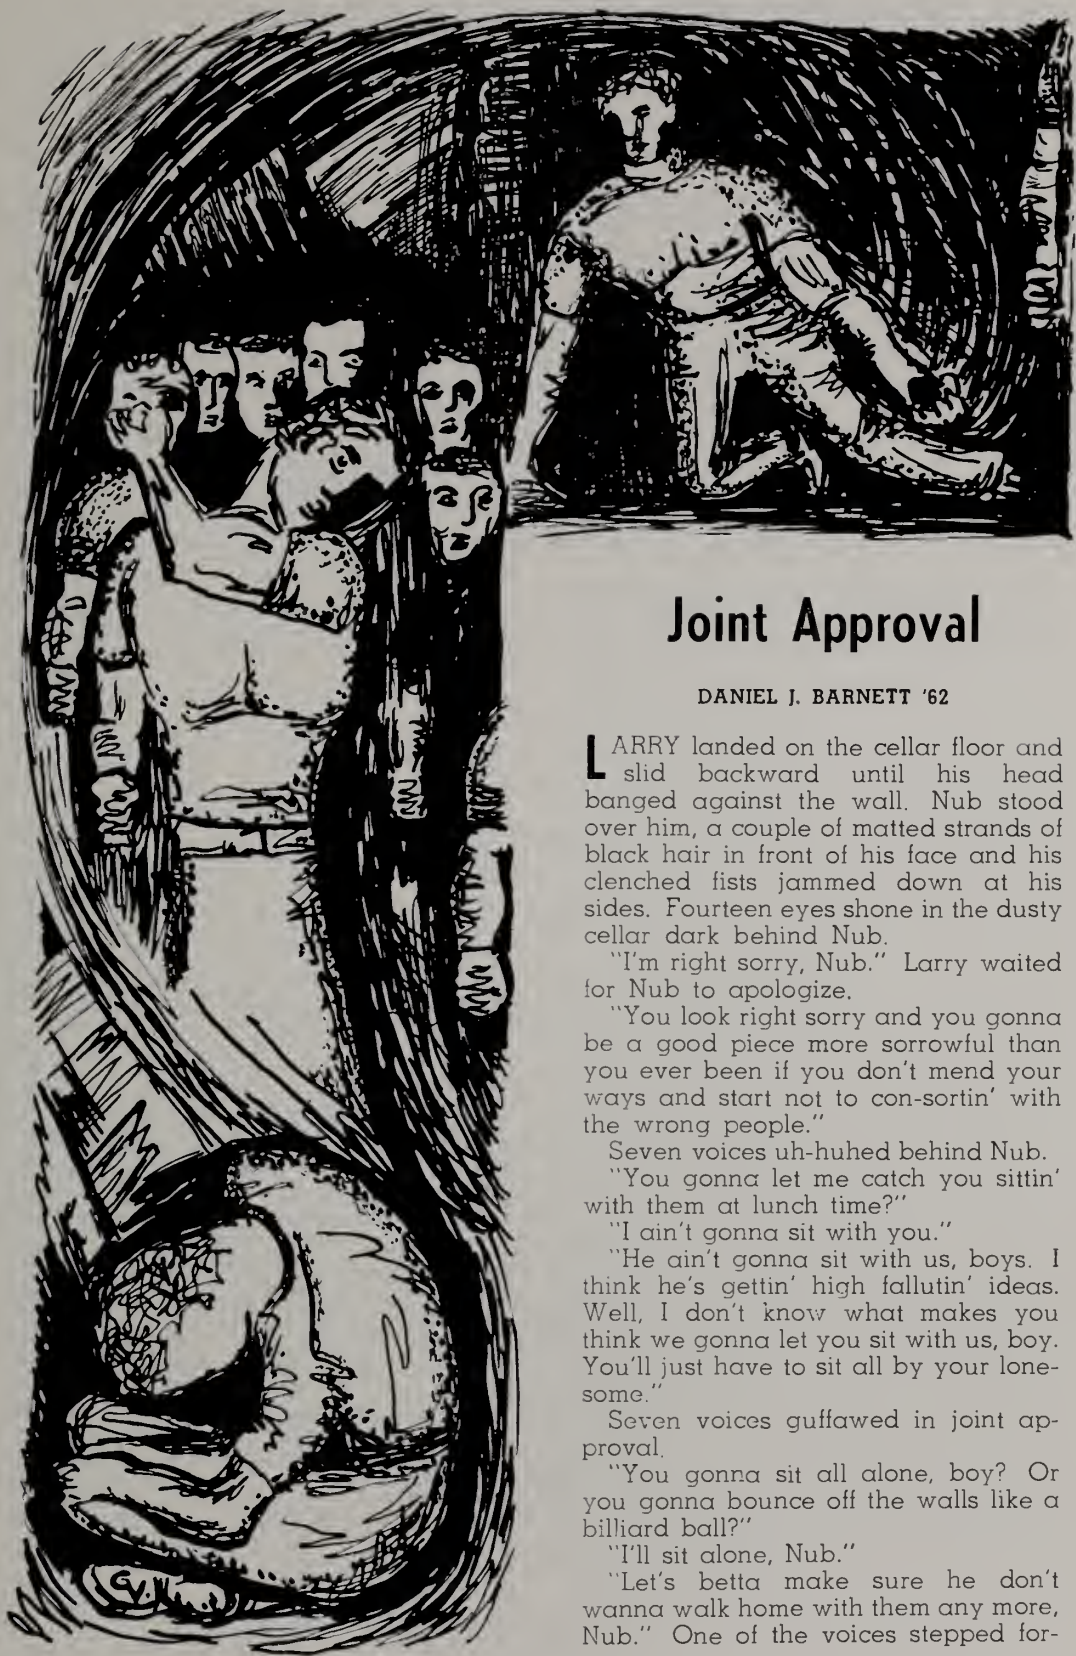 Joint Approval
DANIEL J. BARNETT '62
LARRY landed on the cellar floor and
slid backward until his head
banged against the wall. Nub stood
over him, a couple of matted strands of
black hair in front of his face and his
clenched fists jammed down at his
sides. Fourteen eyes shone in the dusty
cellar dark behind Nub.
"I'm right sorry, Nub." Larry waited
for Nub to apologize.
"You look right sorry and you gonna
be a good piece more sorrowful than
you ever been if you don't mend your
ways and start not to con-sortin' with
the wrong people."
Seven voices uh-huhed behind Nub.
"You gonna let me catch you sittin'
with them at lunch time?"
"I ain't gonna sit with you."
"He ain't gonna sit with us, boys. I
think he's gettin' high fallutin' ideas.
Well, I don't know what makes you
think we gonna let you sit with us, boy.
You'll just have to sit all by your lone-
some."
Seven voices guffawed in joint ap-
proval.
"You gonna sit all alone, boy? Or
you gonna bounce off the walls like a
billiard ball?"
"I'll sit alone, Nub."
"Let's betta make sure he don't
wanna walk home with them any more,
Nub." One of the voices stepped for-